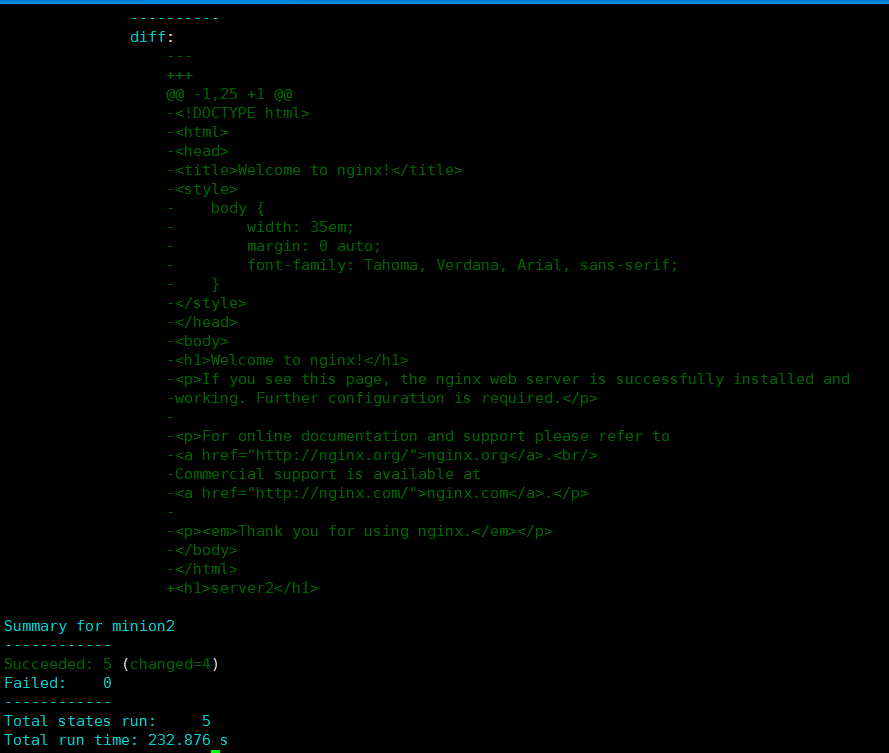 ----------
diff:
---
+++
@@ -1,25 +1 @@
-<!DOCTYPE html>
-<html>
-<head>
-<title>Welcome to nginx!</title>
-<style>
-    body {
-        width: 35em;
-        margin: 0 auto;
-        font-family: Tahoma, Verdana, Arial, sans-serif;
-    }
-</style>
-</head>
-<body>
-<h1>Welcome to nginx!</h1>
-<p>If you see this page, the nginx web server is successfully installed and
-working. Further configuration is required.</p>
-
-<p>For online documentation and support please refer to
-<a href="http://nginx.org/">nginx.org</a>.<br/>
-Commercial support is available at
-<a href="http://nginx.com/">nginx.com</a>.</p>
-
-<p><em>Thank you for using nginx.</em></p>
-</body>
-</html>
+<h1>server2</h1>
Summary for minion2
------------
Succeeded: 5 (changed=4)
Failed:    0
------------
Total states run:     5
Total run time: 232.876 s